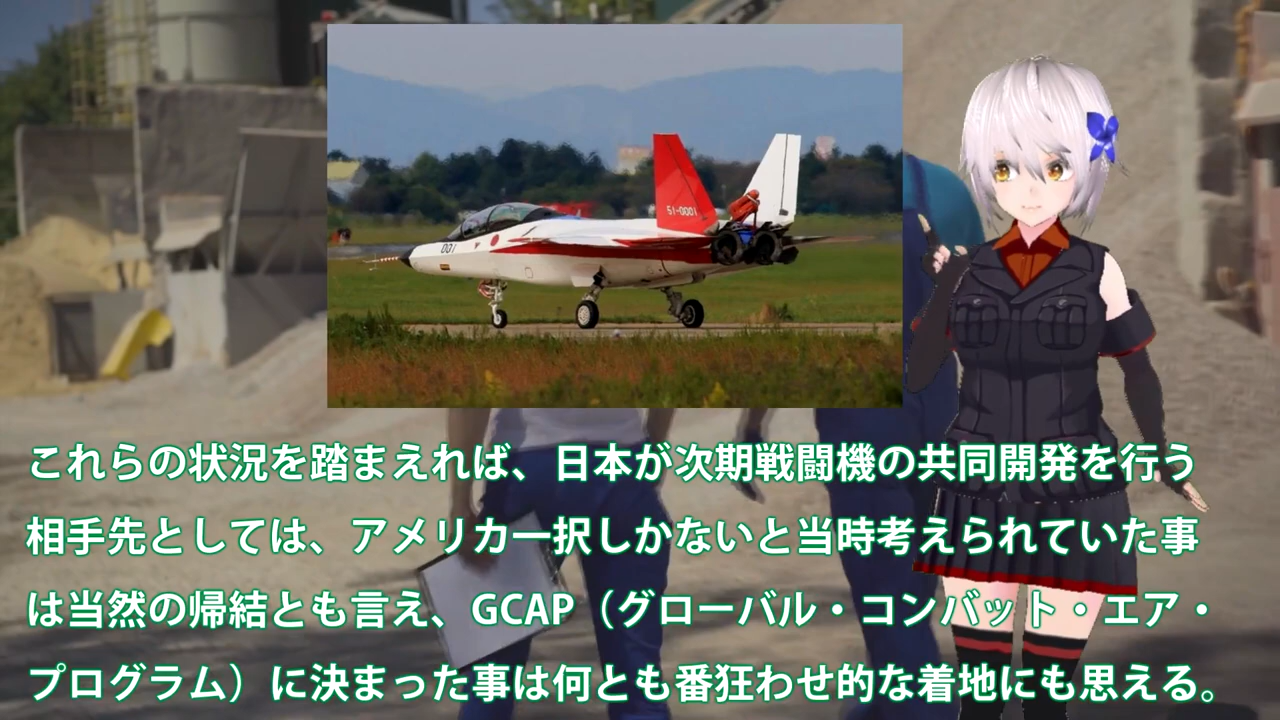 51-0001
001
これらの状況を踏まえれば、日本が次期戦闘機の共同開発を行う
相手先としては、アメリカ一択しかないと当時考えられていた事
は当然の帰結とも言え、GCAP（グローバル・コンバット・エア・
プログラム）に決まった事は何とも番狂わせ的な着地にも思える。